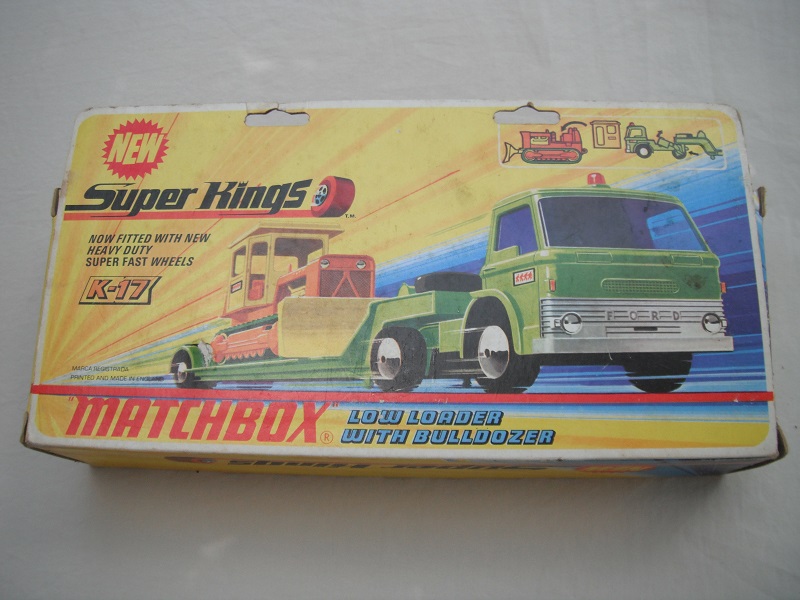 NEW
Super Kings
T.M.
NOW FITTED WITH NEW
HEAVY DUTY
SUPER FAST WHEELS
K-17
FORD
MARCA REGISTRADA
PRINTED AND MADE IN ENGLAND
"MATCHBOX"®
LOW LOADER
WITH BULLDOZER